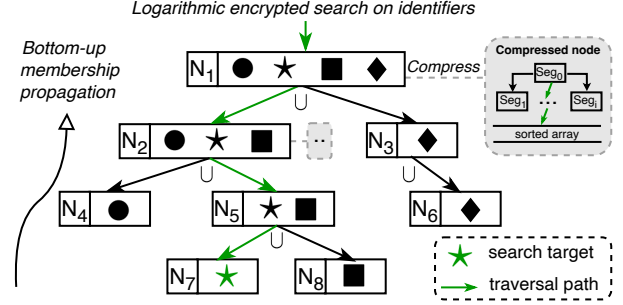 Logarithmic encrypted search on identifiers
Bottom-up
membership
propagation
N1
Compress
Compressed node
Seg0
Seg1
...
Segi
sorted array
∪
N2
..
N3
∪
∪
N4
N5
N6
∪
N7
N8
search target
traversal path